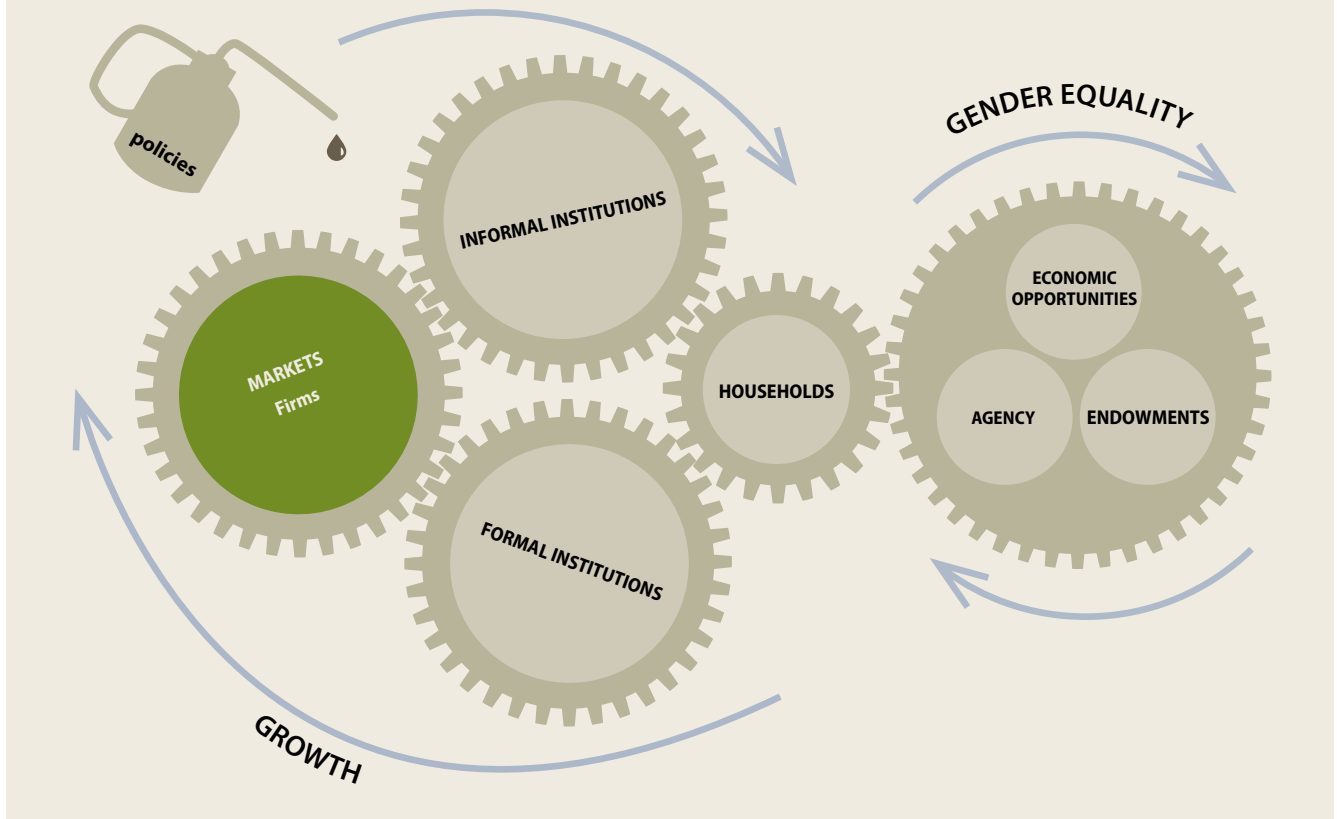 policies
INFORMAL INSTITUTIONS
GENDER EQUALITY
MARKETS
Firms
HOUSEHOLDS
ECONOMIC
OPPORTUNITIES
AGENCY
ENDOWMENTS
FORMAL INSTITUTIONS
GROWTH